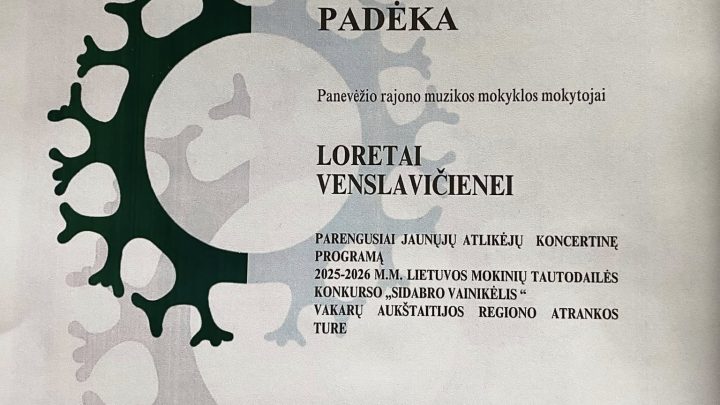 PADĖKA
Panevėžio rajono muzikos mokyklos mokytojai
LORETAI
VENSLAVIČIENEI
PARENGUSIAI JAUNŲJŲ ATLIKĖJŲ KONCERTINĘ
PROGRAMĄ
2025-2026 M.M. LIETUVOS MOKINIŲ TAUTODAILĖS
KONKURSO „SIDABRO VAINIKĖLIS “
VAKARŲ AUKŠTAITIJOS REGIONO ATRANKOS
TURE